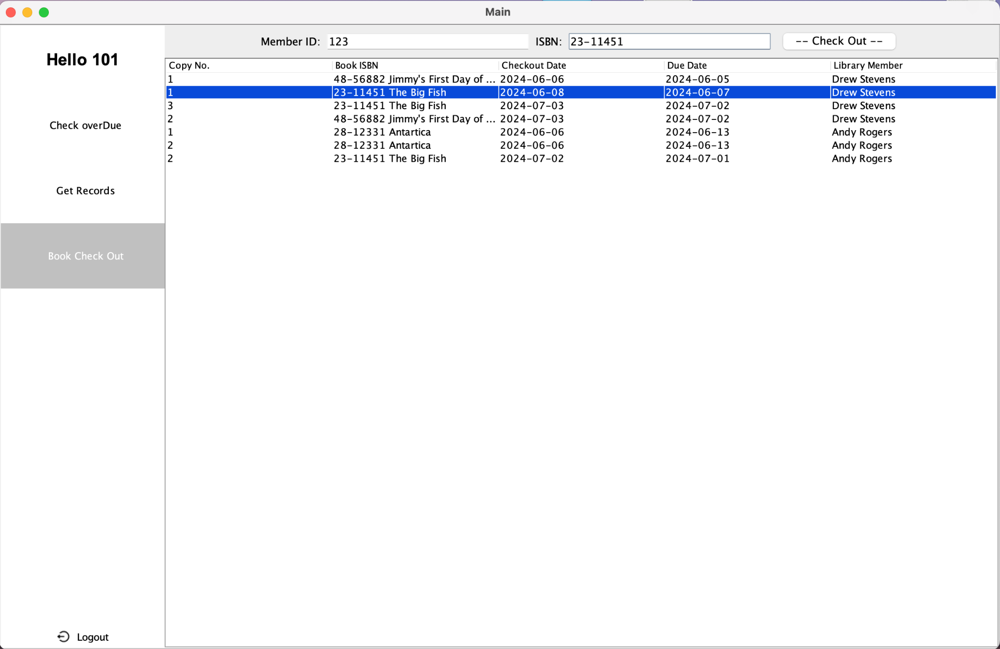 Main
Hello 101
Check overDue
Get Records
Book Check Out
Logout
Member ID: 123 ISBN: 23-11451 -- Check Out --
Copy No. Book ISBN Checkout Date Due Date Library Member
1 48-56882 Jimmy's First Day of ... 2024-06-06 2024-06-05 Drew Stevens
1 23-11451 The Big Fish 2024-06-08 2024-06-07 Drew Stevens
3 23-11451 The Big Fish 2024-07-03 2024-07-02 Drew Stevens
2 48-56882 Jimmy's First Day of ... 2024-07-03 2024-07-02 Drew Stevens
1 28-12331 Antartica 2024-06-06 2024-06-13 Andy Rogers
2 28-12331 Antartica 2024-06-06 2024-06-13 Andy Rogers
2 23-11451 The Big Fish 2024-07-02 2024-07-01 Andy Rogers